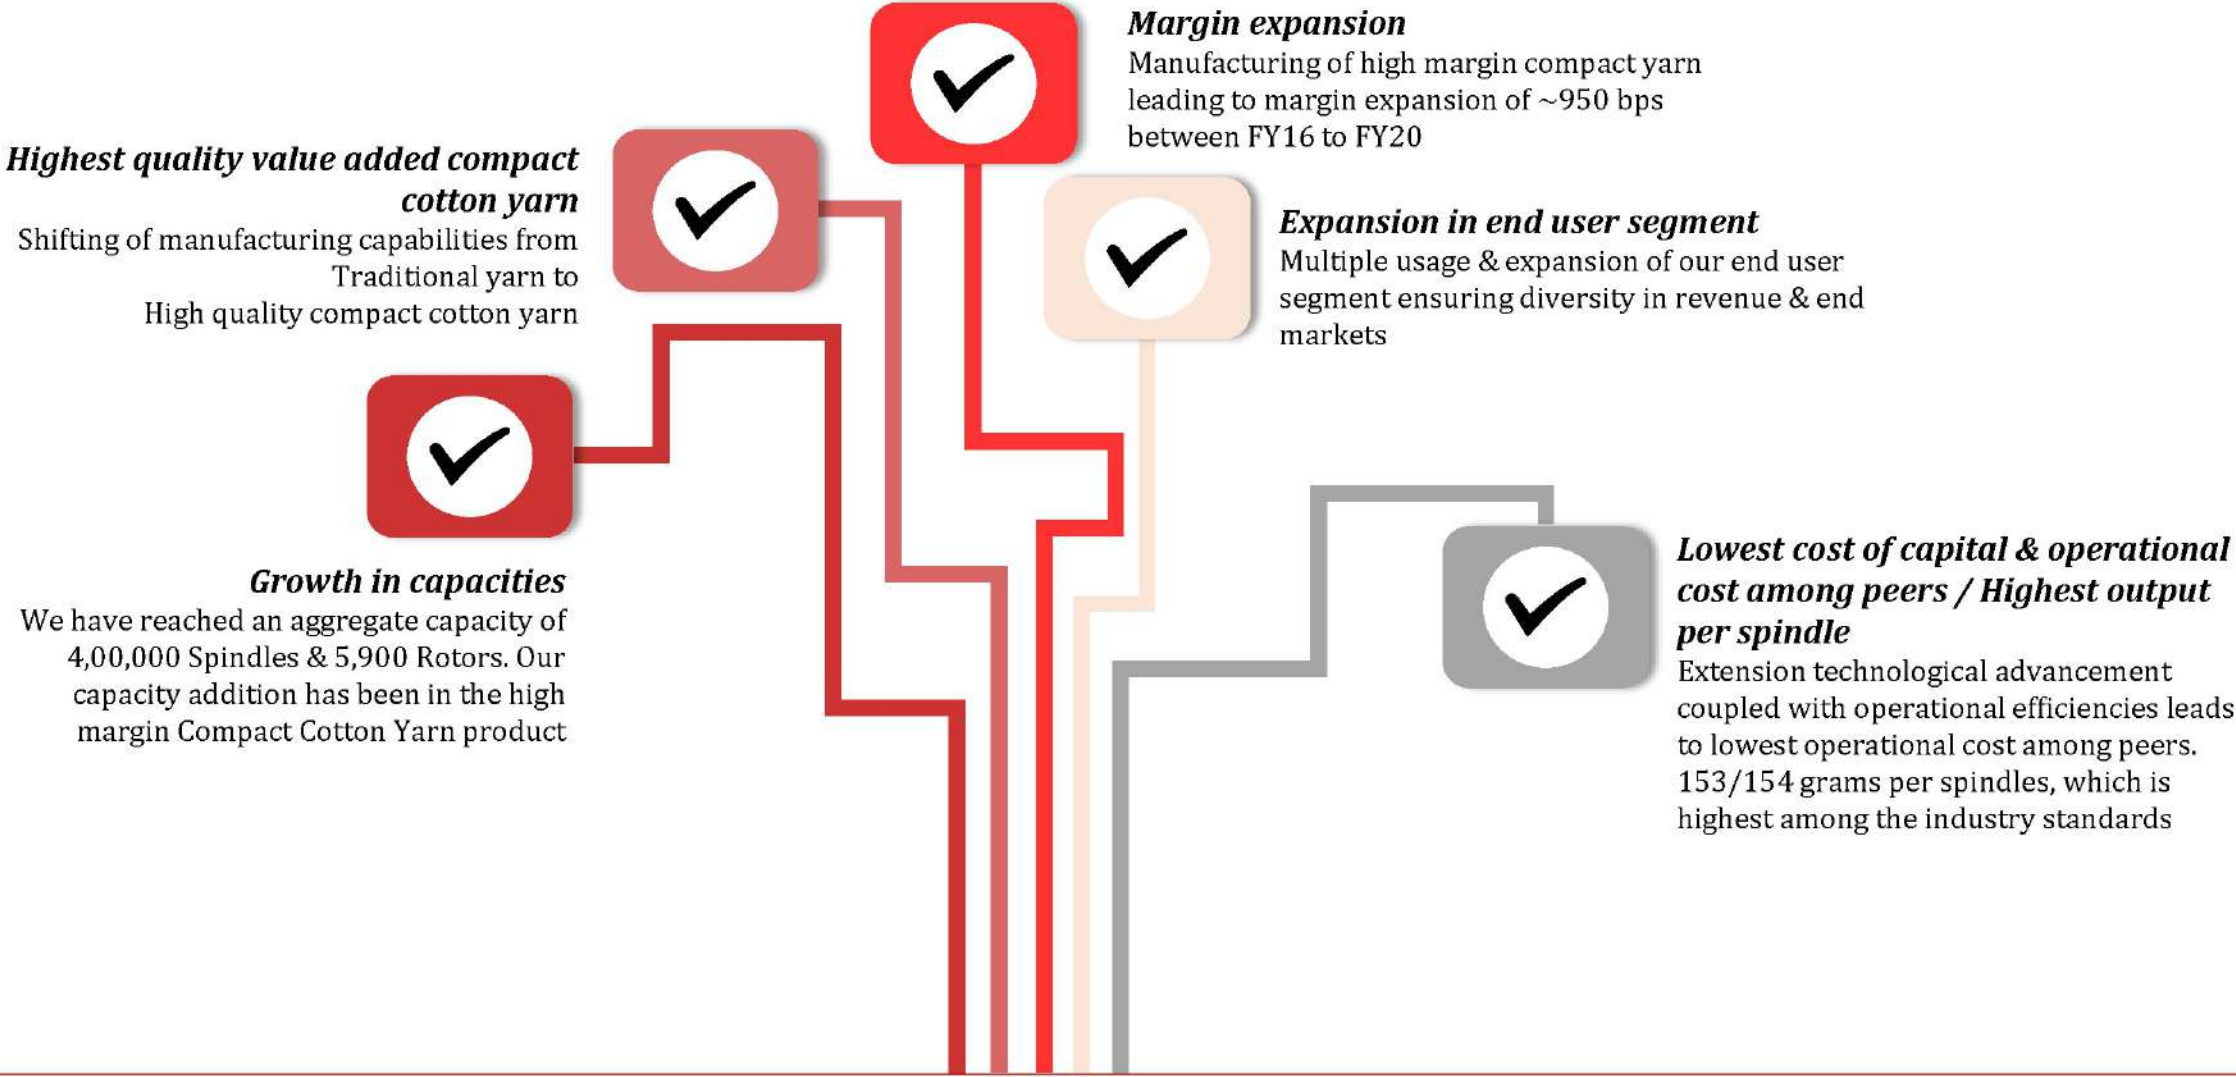 Margin expansion
Manufacturing of high margin compact yarn
leading to margin expansion of ~950 bps
between FY16 to FY20
Highest quality value added compact
cotton yarn
Shifting of manufacturing capabilities from
Traditional yarn to
High quality compact cotton yarn
Expansion in end user segment
Multiple usage & expansion of our end user
segment ensuring diversity in revenue & end
markets
Growth in capacities
We have reached an aggregate capacity of
4,00,000 Spindles & 5,900 Rotors. Our
capacity addition has been in the high
margin Compact Cotton Yarn product
Lowest cost of capital & operational
cost among peers / Highest output
per spindle
Extension technological advancement
coupled with operational efficiencies leads
to lowest operational cost among peers.
153/154 grams per spindles, which is
highest among the industry standards